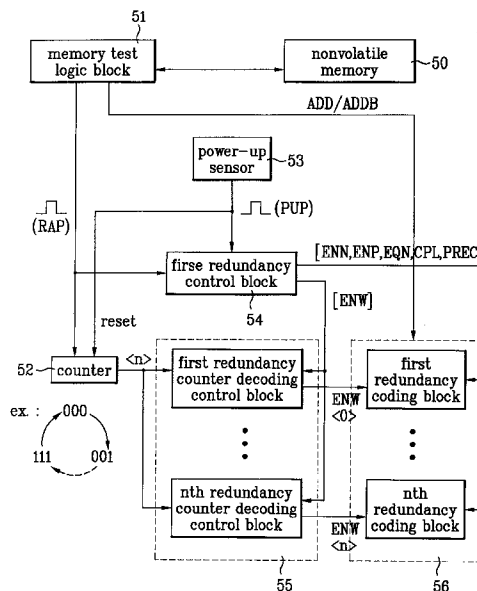 51
memory test
logic block
nonvolatile
memory
50
ADD/ADDB
power-up
sensor
53
(RAP)
(PUP)
[ENN,ENP,EQN,CPL,PREC
firse redundancy
control block
54
[ENW]
reset
52
counter
<n>
first redundancy
counter decoding
control block
first
redundancy
coding block
ENW
<0>
ex. :
000
111
001
nth redundancy
counter decoding
control block
nth
redundancy
coding block
ENW
<n>
55
56